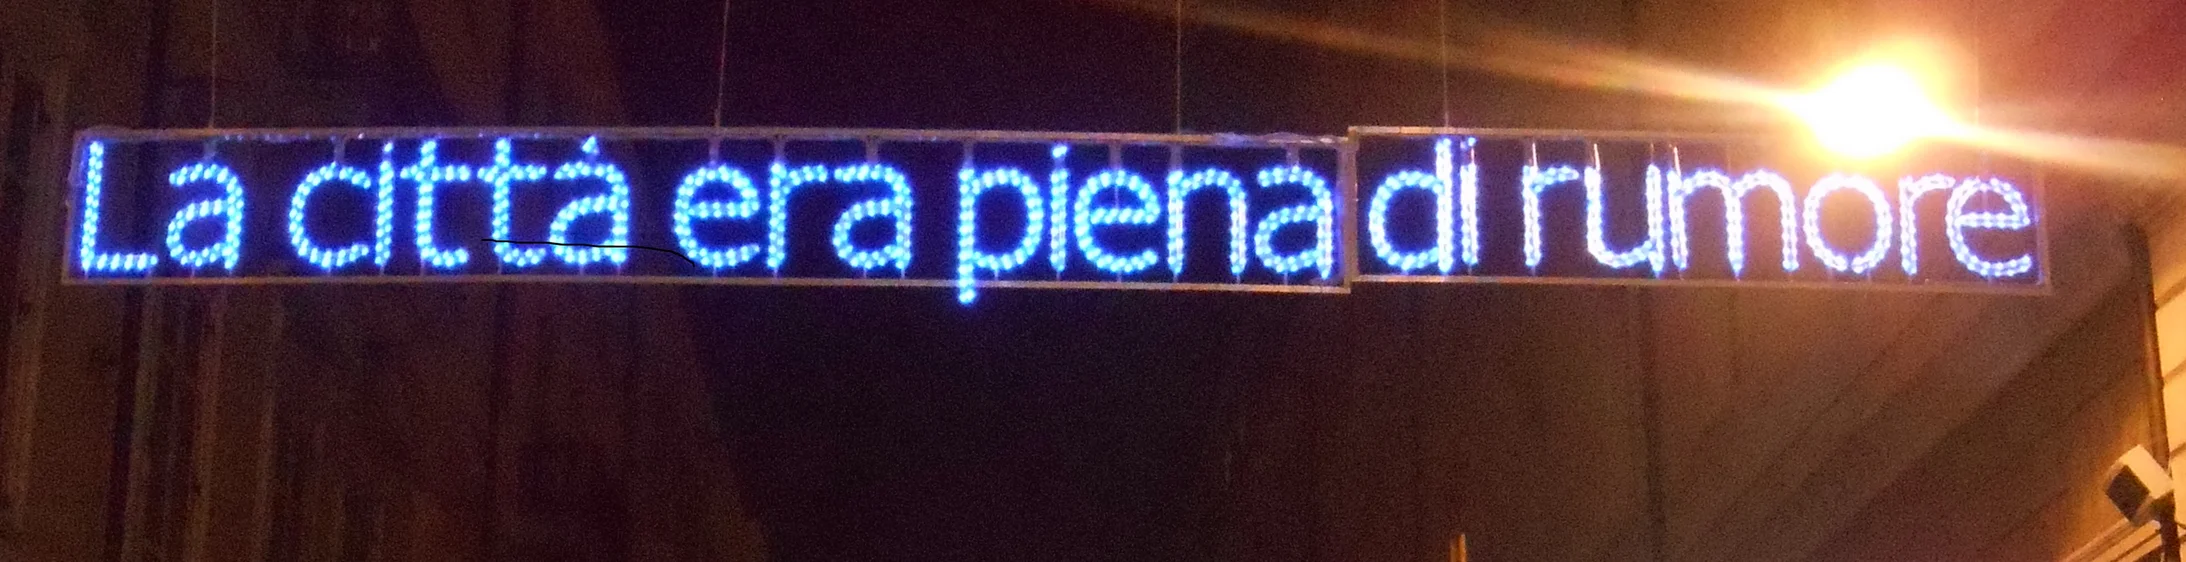 La città era piena di rumore